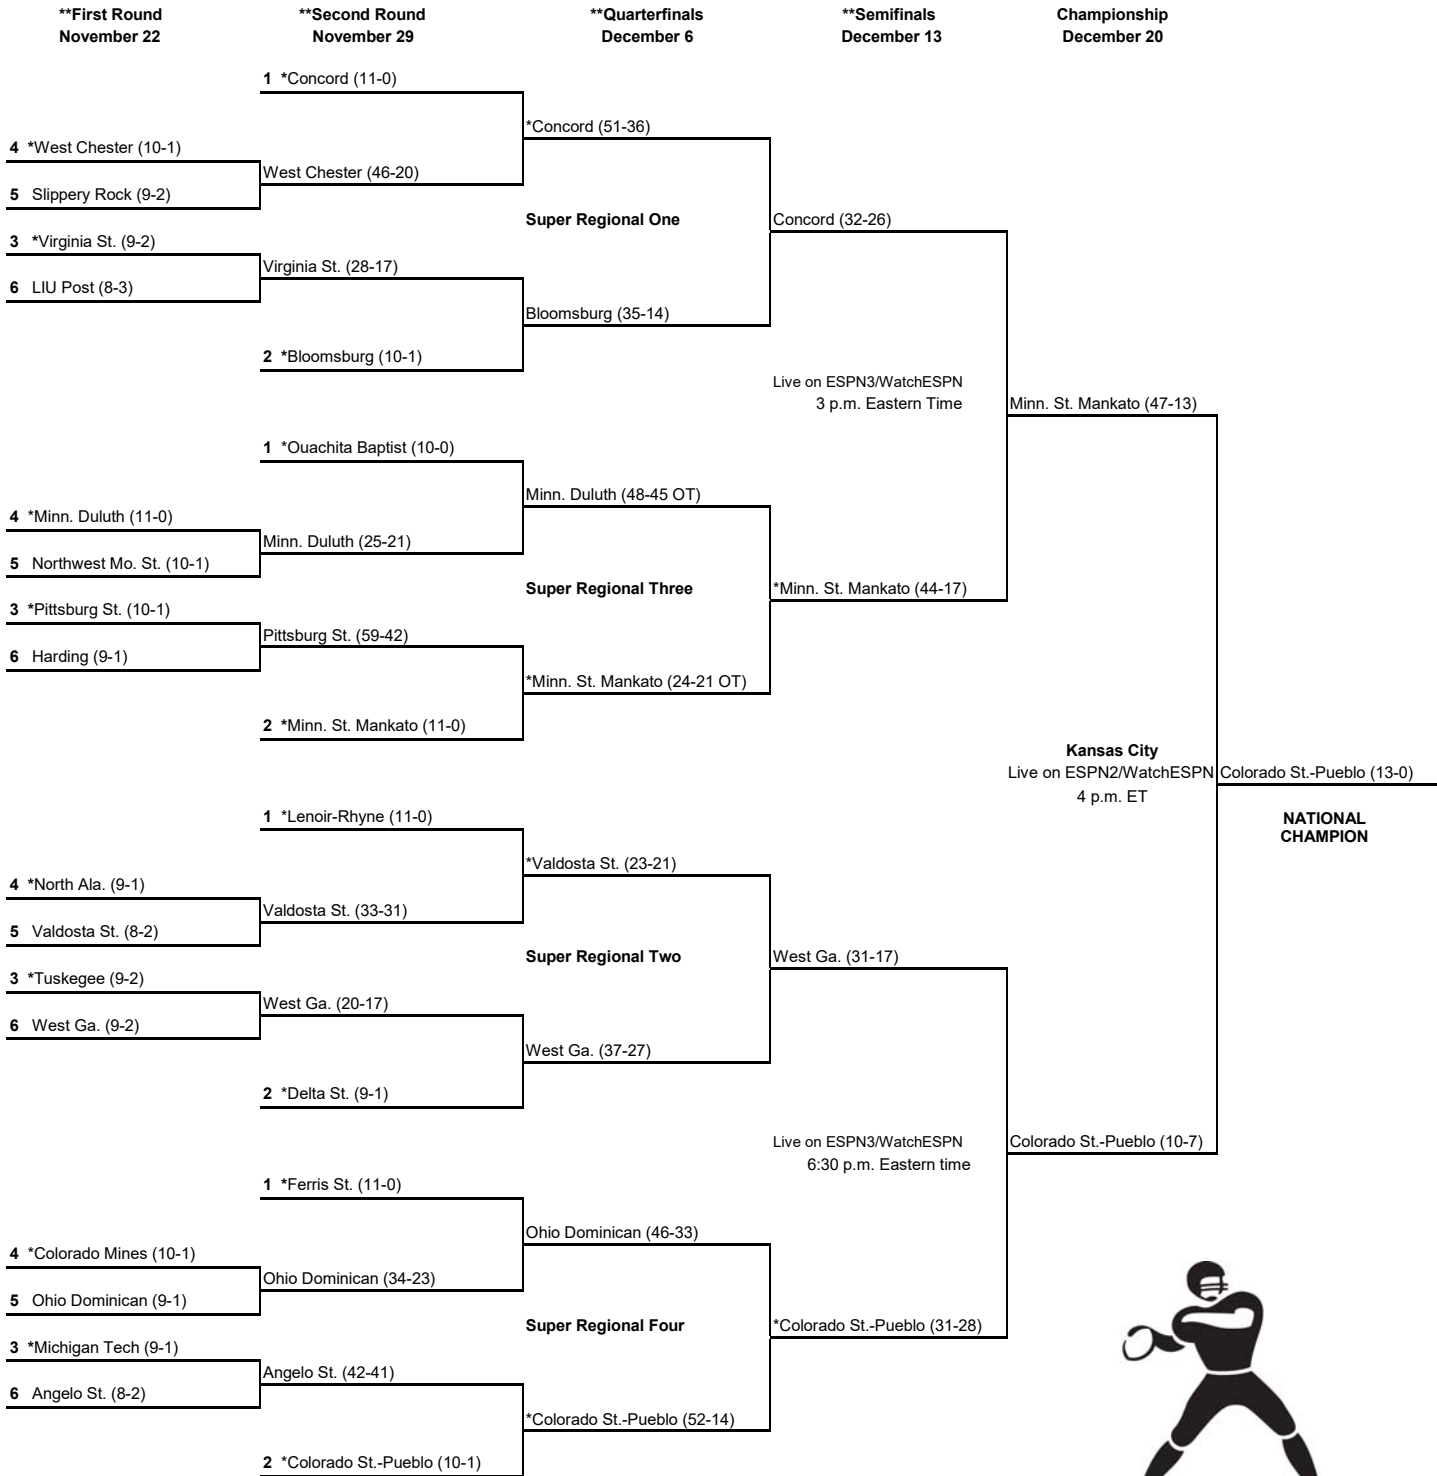 **First Round
November 22
**Second Round
November 29
**Quarterfinals
December 6
**Semifinals
December 13
Championship
December 20
1 *Concord (11-0)
*Concord (51-36)
4 *West Chester (10-1)
West Chester (46-20)
5 Slippery Rock (9-2)
Super Regional One
Concord (32-26)
3 *Virginia St. (9-2)
Virginia St. (28-17)
6 LIU Post (8-3)
Bloomsburg (35-14)
2 *Bloomsburg (10-1)
Live on ESPN3/WatchESPN
3 p.m. Eastern Time
Minn. St. Mankato (47-13)
1 *Ouachita Baptist (10-0)
Minn. Duluth (48-45 OT)
4 *Minn. Duluth (11-0)
Minn. Duluth (25-21)
5 Northwest Mo. St. (10-1)
Super Regional Three
*Minn. St. Mankato (44-17)
3 *Pittsburg St. (10-1)
Pittsburg St. (59-42)
6 Harding (9-1)
*Minn. St. Mankato (24-21 OT)
2 *Minn. St. Mankato (11-0)
Kansas City
Live on ESPN2/WatchESPN
4 p.m. ET
Colorado St.-Pueblo (13-0)
NATIONAL
CHAMPION
1 *Lenoir-Rhyne (11-0)
*Valdosta St. (23-21)
4 *North Ala. (9-1)
Valdosta St. (33-31)
5 Valdosta St. (8-2)
Super Regional Two
West Ga. (31-17)
3 *Tuskegee (9-2)
West Ga. (20-17)
6 West Ga. (9-2)
West Ga. (37-27)
2 *Delta St. (9-1)
Live on ESPN3/WatchESPN
6:30 p.m. Eastern time
Colorado St.-Pueblo (10-7)
1 *Ferris St. (11-0)
Ohio Dominican (46-33)
4 *Colorado Mines (10-1)
Ohio Dominican (34-23)
5 Ohio Dominican (9-1)
Super Regional Four
*Colorado St.-Pueblo (31-28)
3 *Michigan Tech (9-1)
Angelo St. (42-41)
6 Angelo St. (8-2)
*Colorado St.-Pueblo (52-14)
2 *Colorado St.-Pueblo (10-1)